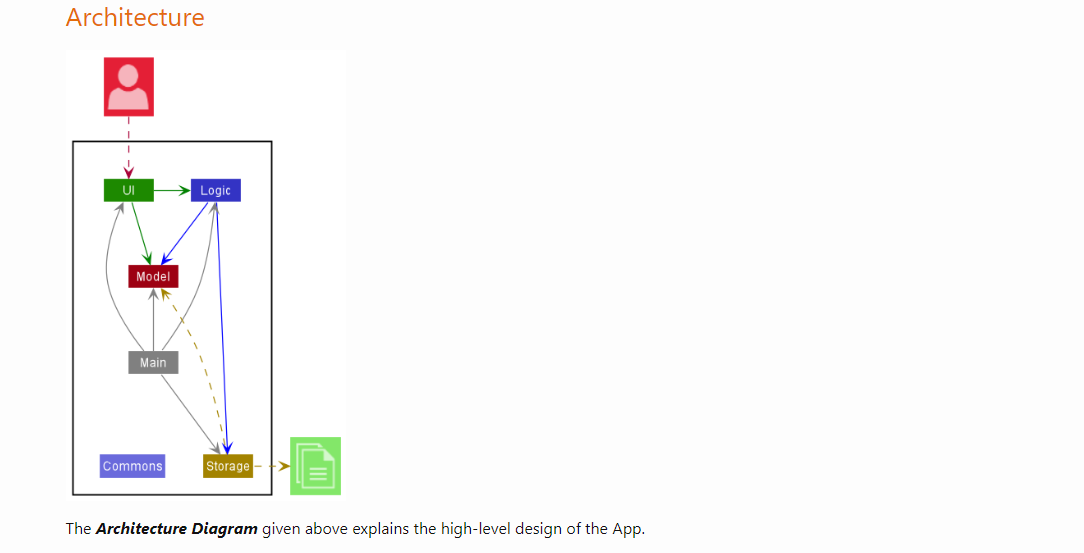 Architecture
UI
Logic
Model
Main
Commons
Storage
The Architecture Diagram given above explains the high-level design of the App.